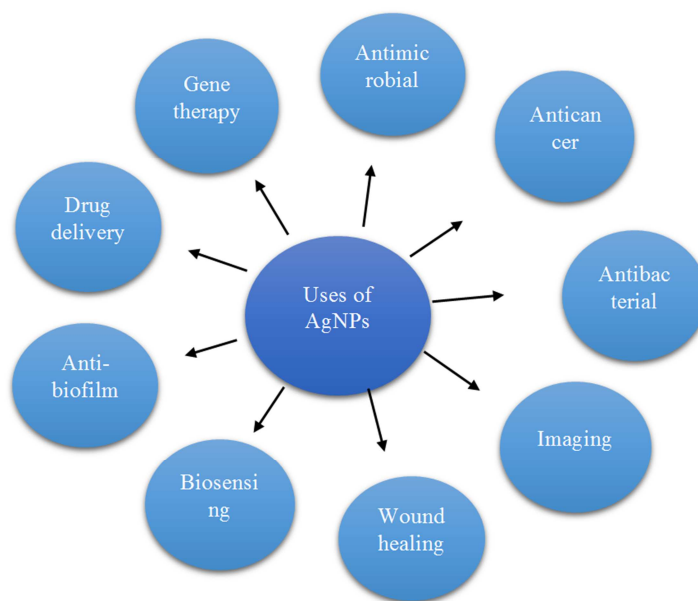 Antimic
robial
Gene
therapy
Antican
cer
Drug
delivery
Antibac
terial
Uses of
AgNPs
Anti-
biofilm
Imaging
Biosensi
ng
Wound
healing